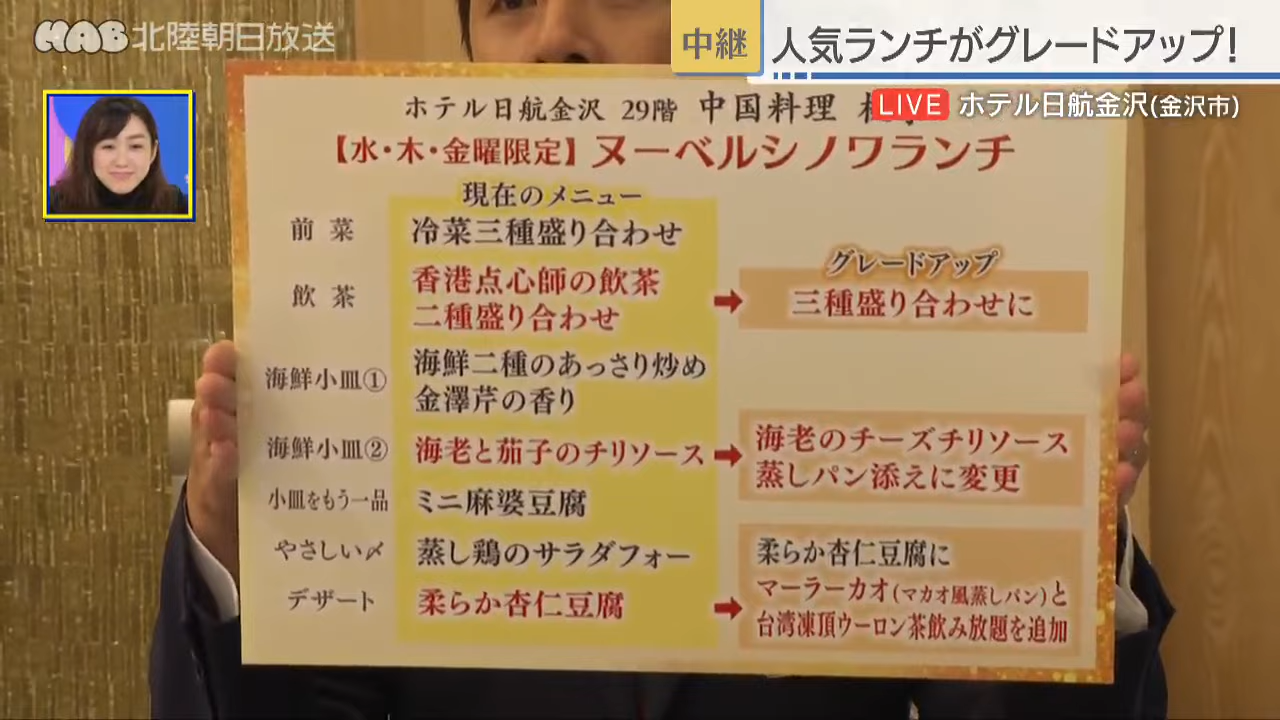 HAB北陸朝日放送
中継
人気ランチがグレードアップ!
LIVE ホテル日航金沢(金沢市)
ホテル日航金沢 29階 中国料理
【水・木・金曜限定】ヌーベルシノワランチ
現在のメニュー
前菜 冷菜三種盛り合わせ
グレードアップ
飲茶 香港点心師の飲茶
二種盛り合わせ
三種盛り合わせに
海鮮小皿① 海鮮二種のあっさり炒め
金澤芹の香り
海鮮小皿② 海老と茄子のチリソース
海老のチーズチリソース
蒸しパン添えに変更
小皿をもう一品 ミニ麻婆豆腐
やさしい〆 蒸し鶏のサラダフォー
デザート 柔らか杏仁豆腐
柔らか杏仁豆腐に
マーラーカオ(マカオ風蒸しパン)と
台湾凍頂ウーロン茶飲み放題を追加